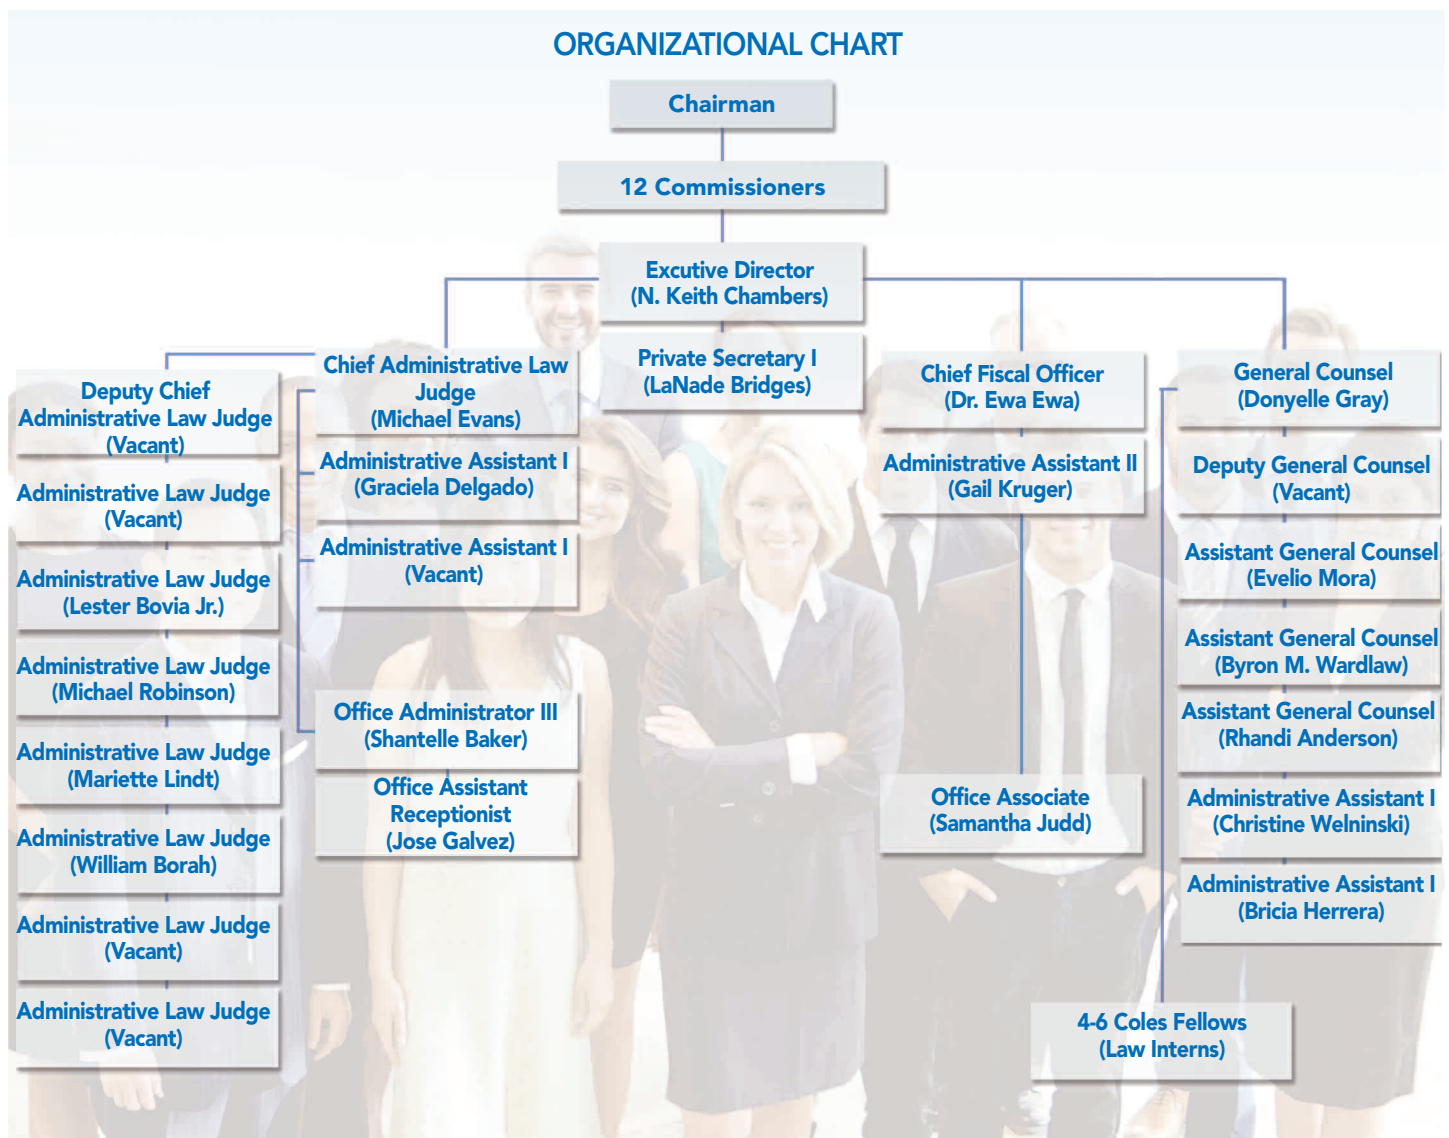 ORGANIZATIONAL CHART
Chairman
12 Commissioners
Excutive Director
(N. Keith Chambers)
Private Secretary I
(LaNade Bridges)
Chief Administrative Law
Judge
(Michael Evans)
Administrative Assistant I
(Graciela Delgado)
Administrative Assistant I
(Vacant)
Office Administrator III
(Shantelle Baker)
Office Assistant
Receptionist
(Jose Galvez)
Deputy Chief
Administrative Law Judge
(Vacant)
Administrative Law Judge
(Vacant)
Administrative Law Judge
(Lester Bovia Jr.)
Administrative Law Judge
(Michael Robinson)
Administrative Law Judge
(Mariette Lindt)
Administrative Law Judge
(William Borah)
Administrative Law Judge
(Vacant)
Administrative Law Judge
(Vacant)
Chief Fiscal Officer
(Dr. Ewa Ewa)
Administrative Assistant II
(Gail Kruger)
Office Associate
(Samantha Judd)
General Counsel
(Donyelle Gray)
Deputy General Counsel
(Vacant)
Assistant General Counsel
(Evelio Mora)
Assistant General Counsel
(Byron M. Wardlaw)
Assistant General Counsel
(Rhandi Anderson)
Administrative Assistant I
(Christine Welninski)
Administrative Assistant I
(Bricia Herrera)
4-6 Coles Fellows
(Law Interns)